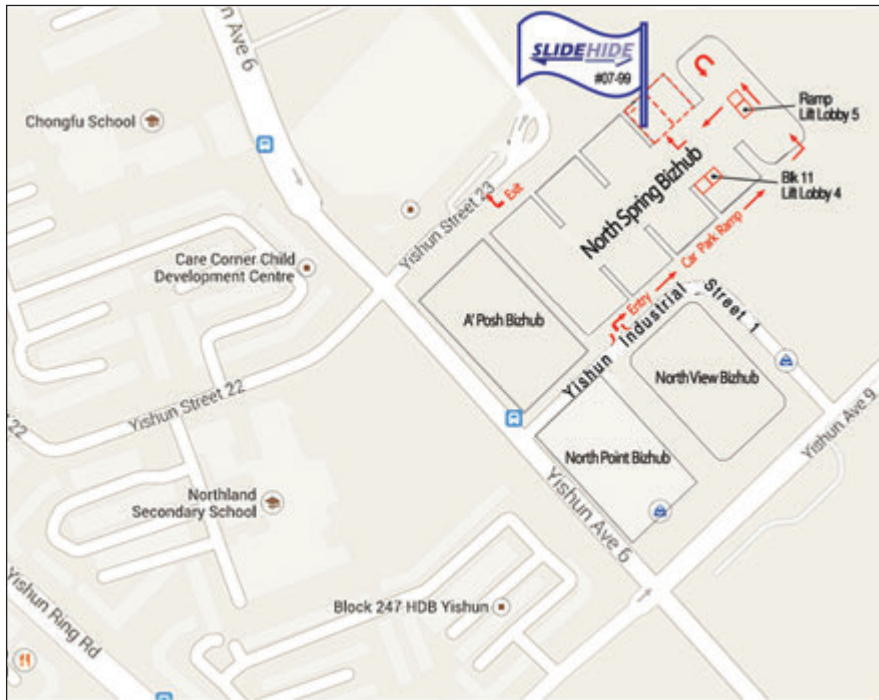 SLIDEHIDE
#07-99
n Ave 6
Chongfu School
Ramp
Lift Lobby 5
Blk 11
Lift Lobby 4
North Spring Bizhub
Exit
Yishun Street 23
Car Park Ramp
Entry
Care Corner Child
Development Centre
A' Posh Bizhub
Yishun Industrial Street 1
North View Bizhub
Yishun Street 22
22
Yishun Ave 9
North Point Bizhub
Northland
Secondary School
Yishun Ave 6
Block 247 HDB Yishun
Yishun Ring Rd